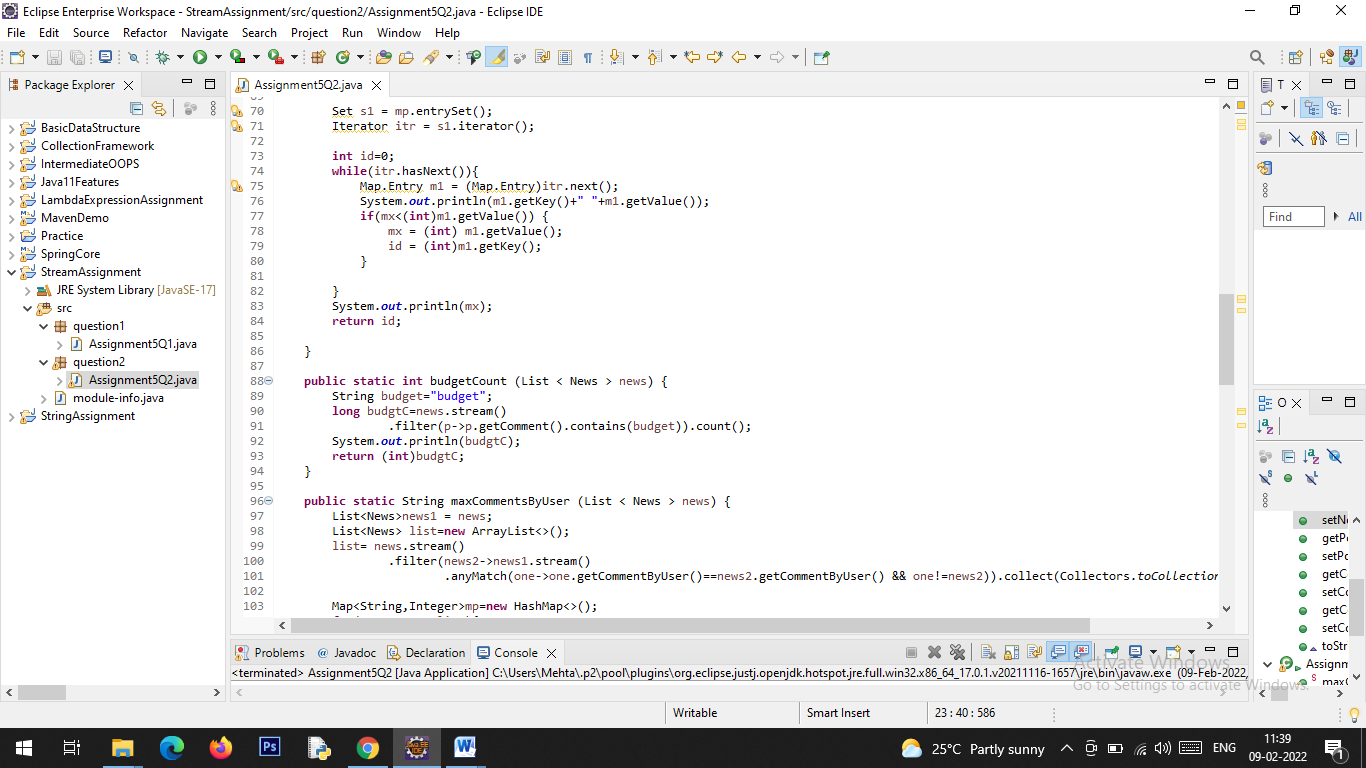 Eclipse Enterprise Workspace - StreamAssignment/src/question2/Assignment5Q2.java - Eclipse IDE
File Edit Source Refactor Navigate Search Project Run Window Help
Package Explorer
BasicDataStructure
CollectionFramework
IntermediateOOPS
Java11Features
LambdaExpressionAssignment
MavenDemo
Practice
SpringCore
StreamAssignment
JRE System Library [JavaSE-17]
src
question1
Assignment5Q1.java
question2
Assignment5Q2.java
module-info.java
StringAssignment
Assignment5Q2.java
69
70 Set s1 = mp.entrySet();
71 Iterator itr = s1.iterator();
72
73 int id=0;
74 while(itr.hasNext()){
75 Map.Entry m1 = (Map.Entry)itr.next();
76 System.out.println(m1.getKey()+" "+m1.getValue());
77 if(mx<(int)m1.getValue()) {
78 mx = (int) m1.getValue();
79 id = (int)m1.getKey();
80 }
81
82 }
83 System.out.println(mx);
84 return id;
85
86 }
87
88 public static int budgetCount (List < News > news) {
89 String budget="budget";
90 long budgtC=news.stream()
91 .filter(p->p.getComment().contains(budget)).count();
92 System.out.println(budgtC);
93 return (int)budgtC;
94 }
95
96 public static String maxCommentsByUser (List < News > news) {
97 List<News>news1 = news;
98 List<News> list=new ArrayList<>();
99 list= news.stream()
100 .filter(news2->news1.stream()
101 .anyMatch(one->one.getCommentByUser()==news2.getCommentByUser() && one!=news2)).collect(Collectors.toCollection
102
103 Map<String,Integer>mp=new HashMap<>();
T
Find All
O
setN
getP
setP
getC
setC
getC
setC
toStr
Assignm
max
Problems @ Javadoc Declaration Console
<terminated> Assignment5Q2 [Java Application] C:\Users\Mehta\.p2\pool\plugins\org.eclipse.justj.openjdk.hotspot.jre.full.win32.x86_64_17.0.1.v20211116-1657\jre\bin\javaw.exe (09-Feb-2022,
Activate Windows
Go to Settings to activate Windows.
Writable Smart Insert 23 : 40 : 586
Ps
W
25°C Partly sunny
ENG
11:39
09-02-2022
1